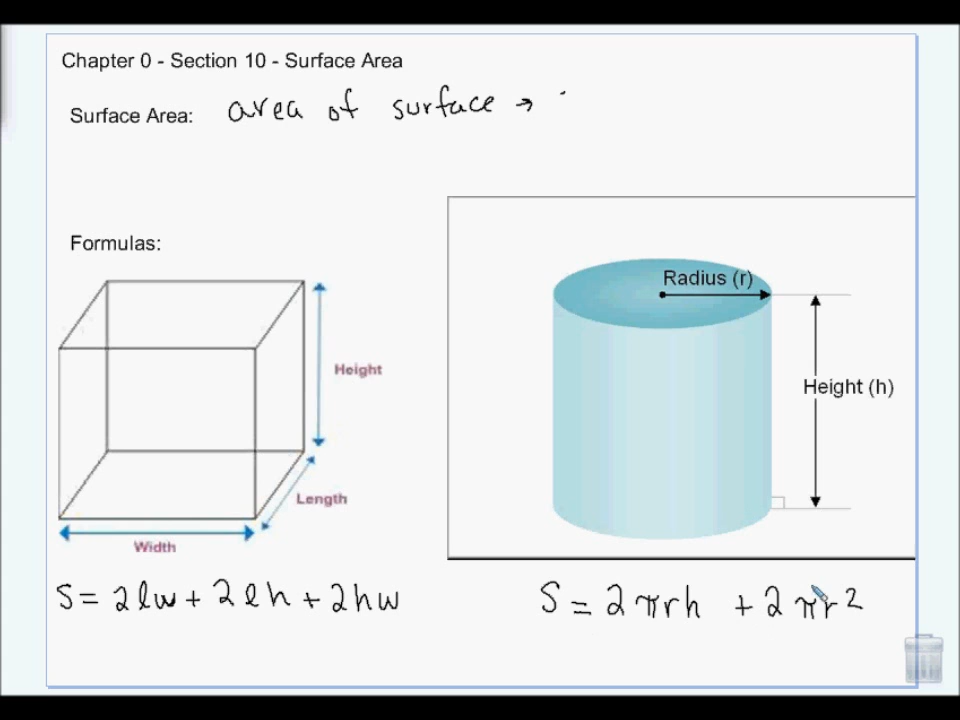 Chapter 0 - Section 10 - Surface Area
Surface Area: area of surface →
Formulas:
Radius (r)
Height
Height (h)
Length
Width
S = 2lw + 2lh + 2hw
S = 2πrh + 2πr²